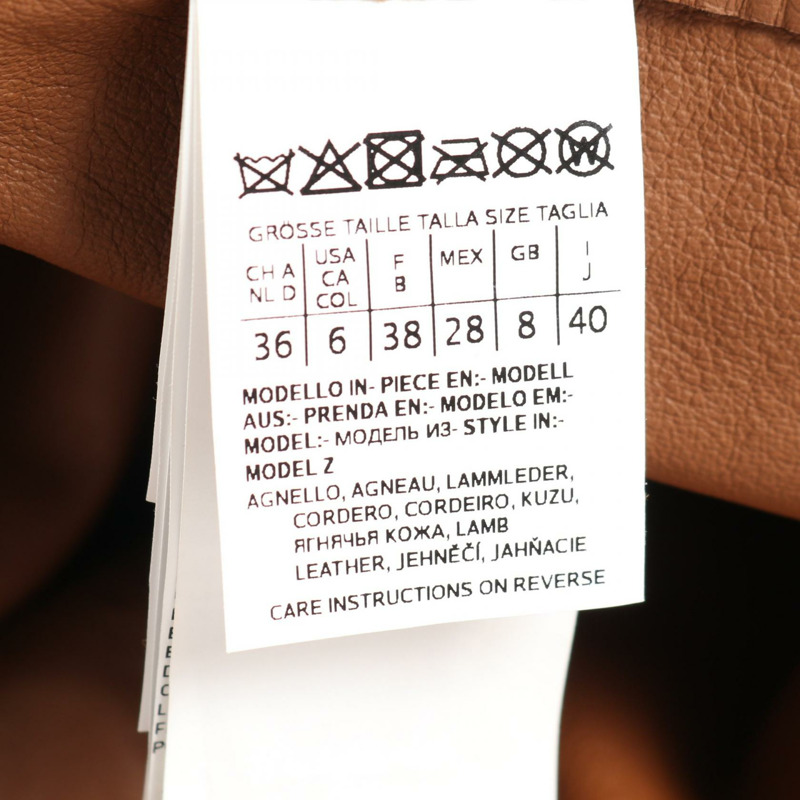 GRÖSSE TAILLE TALLA SIZE TAGLIA
CH A NL D | USA CA COL | F B | MEX | GB | I J
36 | 6 | 38 | 28 | 8 | 40
MODELLO IN- PIECE EN:- MODELL
AUS:- PRENDA EN:- MODELO EM:-
MODEL:- МОДЕЛЬ ИЗ- STYLE IN:-
MODEL Z
AGNELLO, AGNEAU, LAMMLEDER,
CORDERO, CORDEIRO, KUZU,
ЯГНЯЧЬЯ КОЖА, LAMB
LEATHER, JEHNĚČÍ, JAHŇACIE
CARE INSTRUCTIONS ON REVERSE